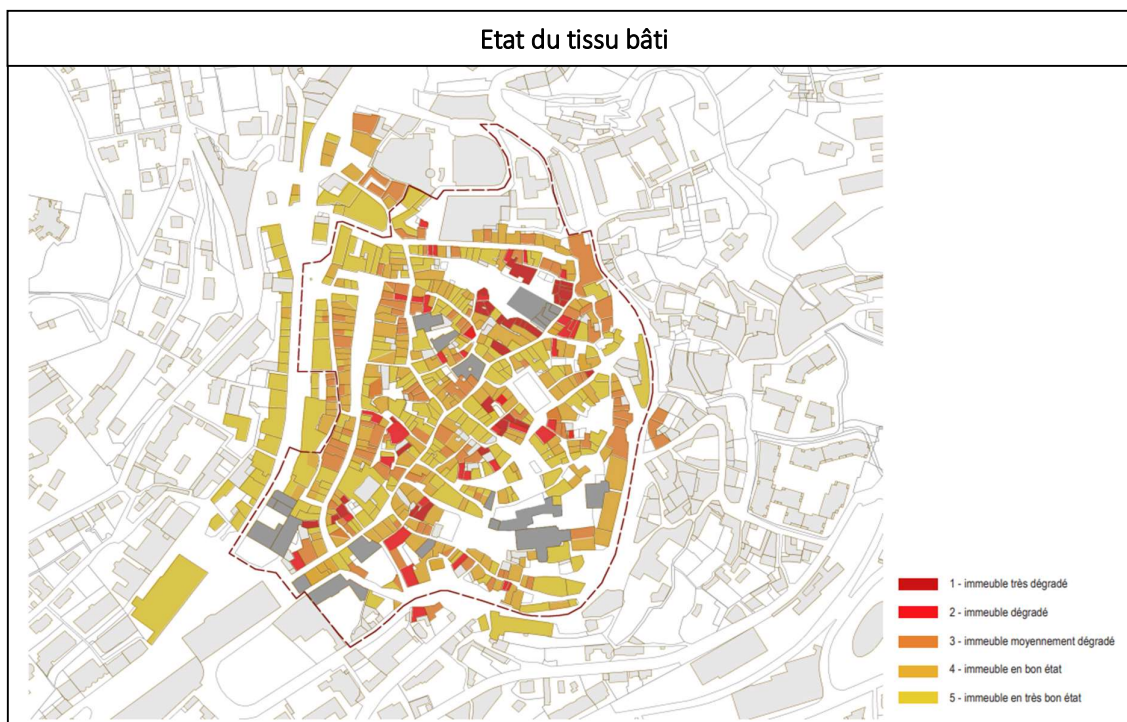 Etat du tissu bâti
1 - immeuble très dégradé
2 - immeuble dégradé
3 - immeuble moyennement dégradé
4 - immeuble en bon état
5 - immeuble en très bon état